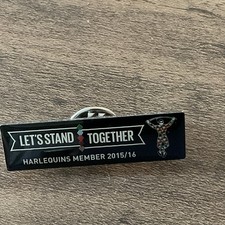 LET'S STAND TOGETHER
HARLEQUINS MEMBER 2015/16